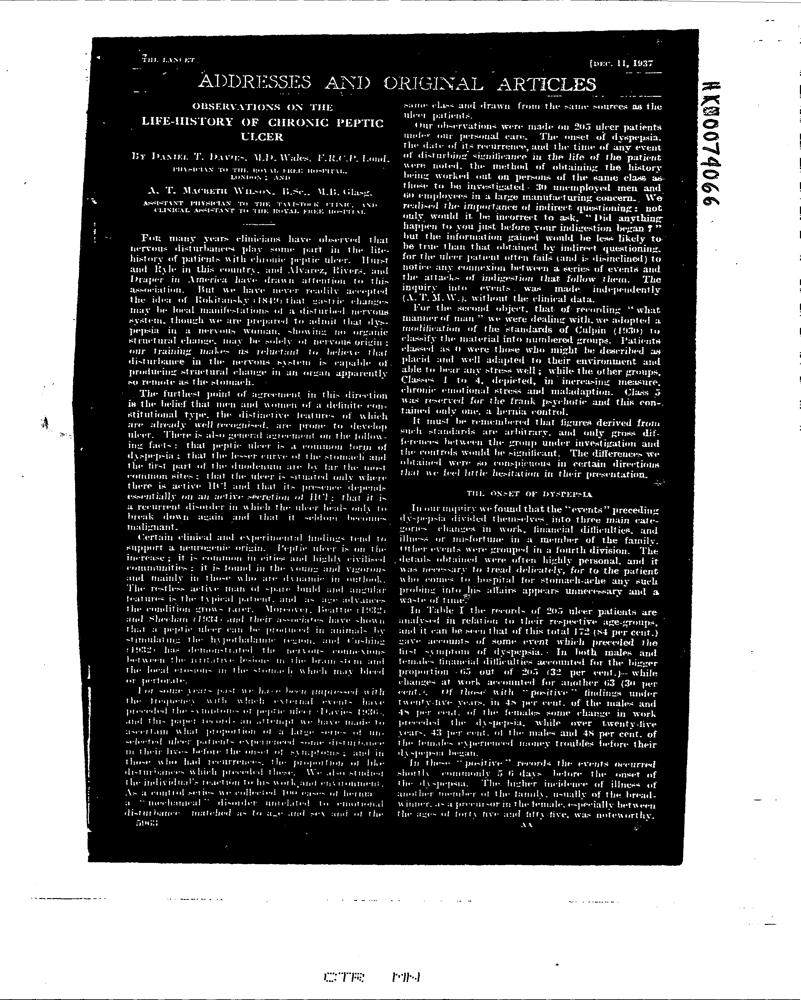 THE LANCET
[DEC. 11, 1937
ADDRESSES AND ORIGINAL ARTICLES
OBSERVATIONS ON THE
LIFE-HISTORY OF CHRONIC PEPTIC
ULCER
BY DANIEL T. DAVIES, M.D. Wales, F.R.C.P. Lond.
PHYSICIAN TO THE ROYAL FREE HOSPITAL,
LONDON; AND
A. T. MACBETH WILSON, B.Sc., M.B. Glasg.
ASSISTANT PHYSICIAN TO THE TAVISTOCK CLINIC, AND
CLINICAL ASSISTANT TO THE ROYAL FREE HOSPITAL
FOR many years clinicians have observed that
nervous disturbances play some part in the life-
history of patients with chronic peptic ulcer. Hurst
and Ryle in this country, and Alvarez, Rivers, and
Draper in America have drawn attention to this
association. But we have never readily accepted
the idea of Rokitansky (1849) that gastric changes
may be local manifestations of a disturbed nervous
system, though we are prepared to admit that dys-
pepsia in a nervous woman, showing no organic
structural change, may be solely of nervous origin;
our training makes us reluctant to believe that
disturbance in the nervous system is capable of
producing structural change in an organ apparently
so remote as the stomach.
The furthest point of agreement in this direction
is the belief that men and women of a definite con-
stitutional type, the distinctive features of which
are already well recognised, are prone to develop
ulcer. There is also general agreement on the follow-
ing facts: that peptic ulcer is a common form of
dyspepsia; that the lesser curve of the stomach and
the first part of the duodenum are by far the most
common sites; that the ulcer is situated only where
there is active HCl and that its presence depends
essentially on an active secretion of HCl; that it is
a recurrent disorder in which the ulcer heals only to
break down again and that it seldom becomes
malignant.
Certain clinical and experimental findings tend to
support a neurogenic origin. Peptic ulcer is on the
increase; it is common in cities and highly civilised
communities; it is found in the young and vigorous
and mainly in those who are dynamic in outlook.
The restless active man of spare build and angular
features is the typical patient, and as age advances
the condition grows rarer. Moreover, Beattie (1932)
and Sheehan (1934) and their associates have shown
that a peptic ulcer can be produced in animals by
stimulating the hypothalamic region, and Cushing
(1932) has demonstrated the nervous connexions
between the irritative lesions in the brain stem and
the local erosions in the stomach which may bleed
or perforate.
For some years past we have been impressed with
the frequency with which external events have
preceded the symptoms of peptic ulcer (Davies 1936),
and this paper records an attempt we have made to
ascertain what proportion of a large series of un-
selected ulcer patients experienced some disturbance
in their lives before the onset of symptoms; and in
those who had recurrences, the proportion of like
disturbances which preceded these. We also studied
the individual's reaction to his work and environment.
As a control series we collected 100 cases of hernia
a "mechanical" disorder unrelated to emotional
disturbance matched as to age and sex and of the
5963
same class and drawn from the same sources as the
ulcer patients.
Our observations were made on 205 ulcer patients
under our personal care. The onset of dyspepsia,
the date of its recurrence, and the time of any event
of disturbing significance in the life of the patient
were noted, the method of obtaining the history
being worked out on persons of the same class as
those to be investigated 30 unemployed men and
60 employees in a large manufacturing concern. We
realised the importance of indirect questioning; not
only would it be incorrect to ask, "Did anything
happen to you just before your indigestion began?"
but the information gained would be less likely to
be true than that obtained by indirect questioning,
for the ulcer patient often fails (and is disinclined) to
notice any connexion between a series of events and
the attacks of indigestion that follow them. The
inquiry into events was made independently
(A. T. M. W.), without the clinical data.
For the second object, that of recording "What
manner of man" we were dealing with, we adopted a
modification of the standards of Culpin (1930) to
classify the material into numbered groups. Patients
classed as 0 were those who might be described as
placid and well adapted to their environment and
able to bear any stress well; while the other groups,
Classes 1 to 4, depicted, in increasing measure,
chronic emotional stress and maladaption. Class 5
was reserved for the frank psychotic and this con-
tained only one, a hernia control.
It must be remembered that figures derived from
such standards are arbitrary, and only gross dif-
ferences between the group under investigation and
the controls would be significant. The differences we
obtained were so conspicuous in certain directions
that we feel little hesitation in their presentation.
THE ONSET OF DYSPEPSIA
In our inquiry we found that the "events" preceding
dyspepsia divided themselves into three main cate-
gories changes in work, financial difficulties, and
illness or misfortune in a member of the family.
Other events were grouped in a fourth division. The
details obtained were often highly personal, and it
was necessary to tread delicately, for to the patient
who comes to hospital for stomach-ache any such
probing into his affairs appears unnecessary and a
waste of time.
In Table I the records of 205 ulcer patients are
analysed in relation to their respective age-groups,
and it can be seen that of this total 172 (84 per cent.)
gave accounts of some event which preceded the
first symptom of dyspepsia. In both males and
females financial difficulties accounted for the bigger
proportion 65 out of 205 (32 per cent.) while
changes at work accounted for another 63 (30 per
cent.). Of those with "positive" findings under
twenty-five years, in 48 per cent. of the males and
48 per cent. of the females some change in work
preceded the dyspepsia, while over twenty-five
years, 43 per cent. of the males and 48 per cent. of
the females experienced money troubles before their
dyspepsia began.
In these "positive" records the events occurred
shortly commonly 5-6 days before the onset of
the dyspepsia. The higher incidence of illness of
another member of the family, usually of the bread-
winner, as a precursor in the female, especially between
the ages of forty-five and fifty-five, was noteworthy.
AA
HK00074066
CTR MN